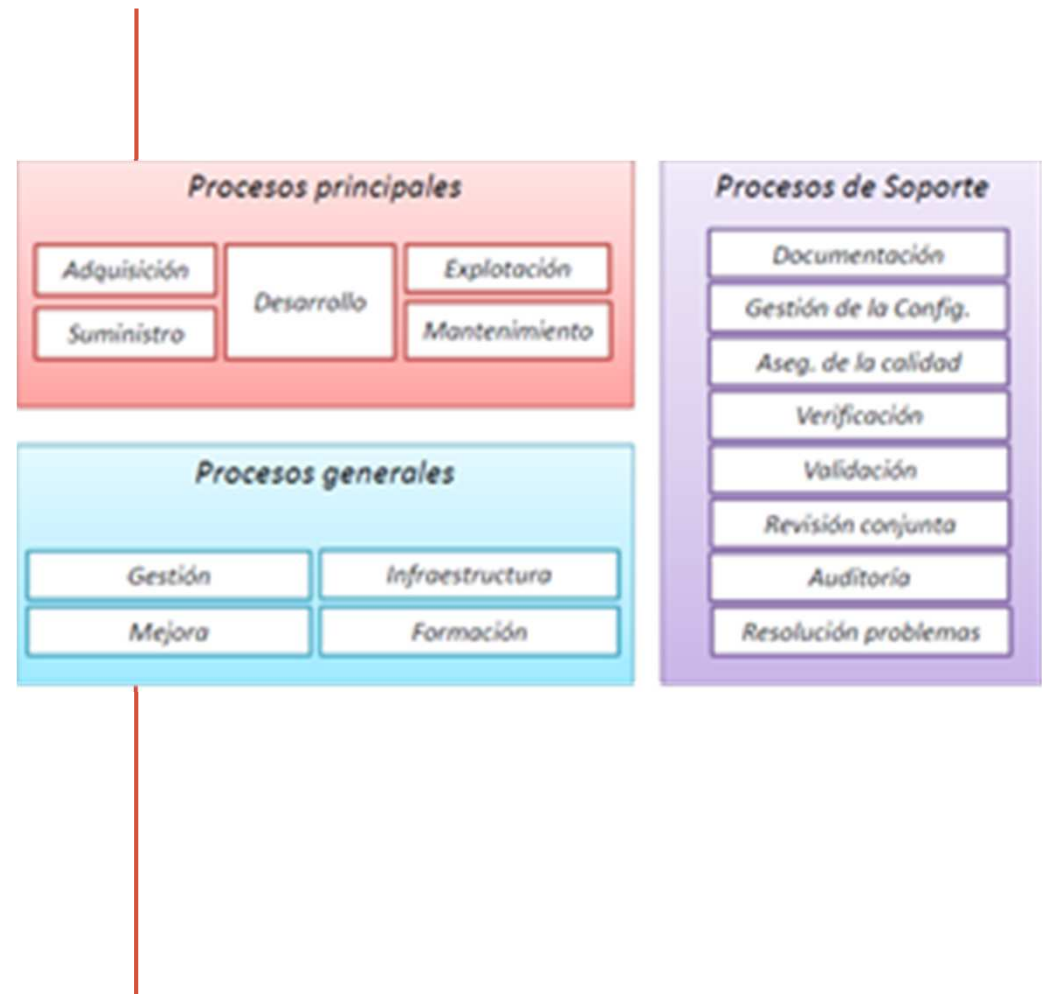 Procesos principales
Adquisición
Suministro
Desarrollo
Explotación
Mantenimiento
Procesos generales
Gestión
Infraestructura
Mejora
Formación
Procesos de Soporte
Documentación
Gestión de la Config.
Aseg. de la calidad
Verificación
Validación
Revisión conjunta
Auditoría
Resolución problemas